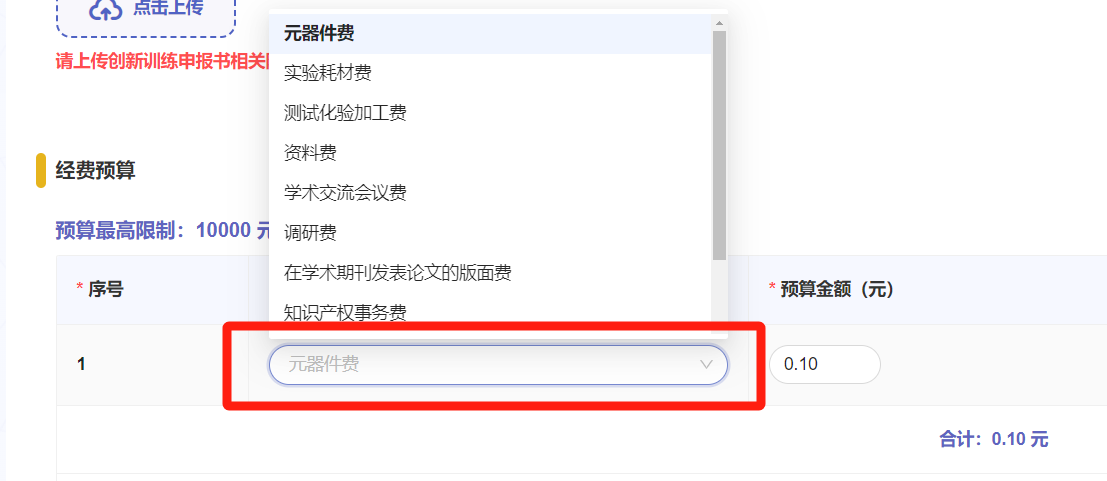 点击上传
元器件费
请上传创新训练申报书相关
实验耗材费
测试化验加工费
资料费
经费预算
学术交流会议费
预算最高限制：10000 元
调研费
在学术期刊发表论文的版面费
* 序号
* 预算金额（元）
知识产权事务费
1
元器件费
0.10
合计：0.10 元